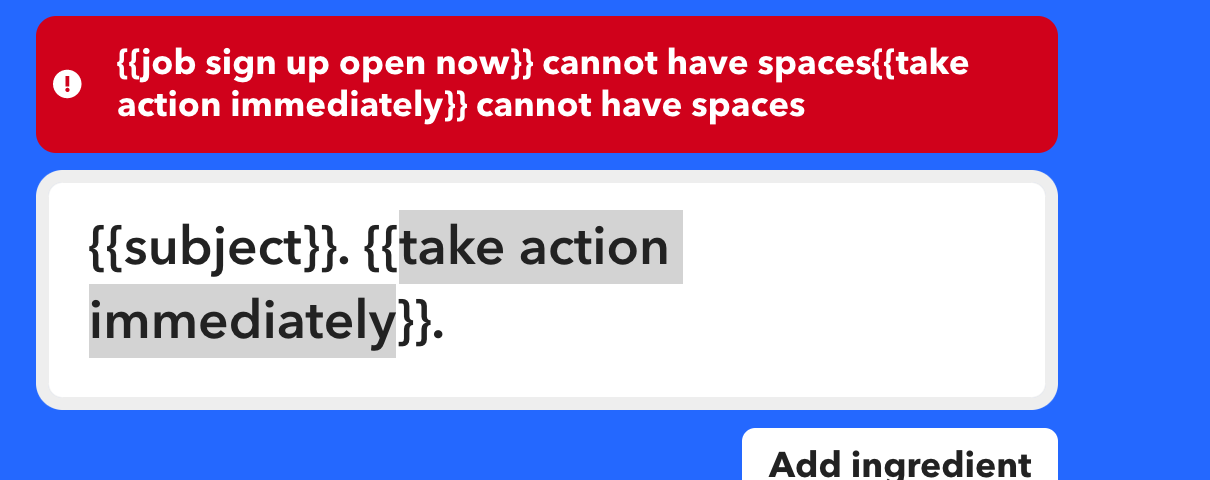 {{job sign up open now}} cannot have spaces{{take
action immediately}} cannot have spaces
{{subject}}. {{take action
immediately}}.
Add ingredient